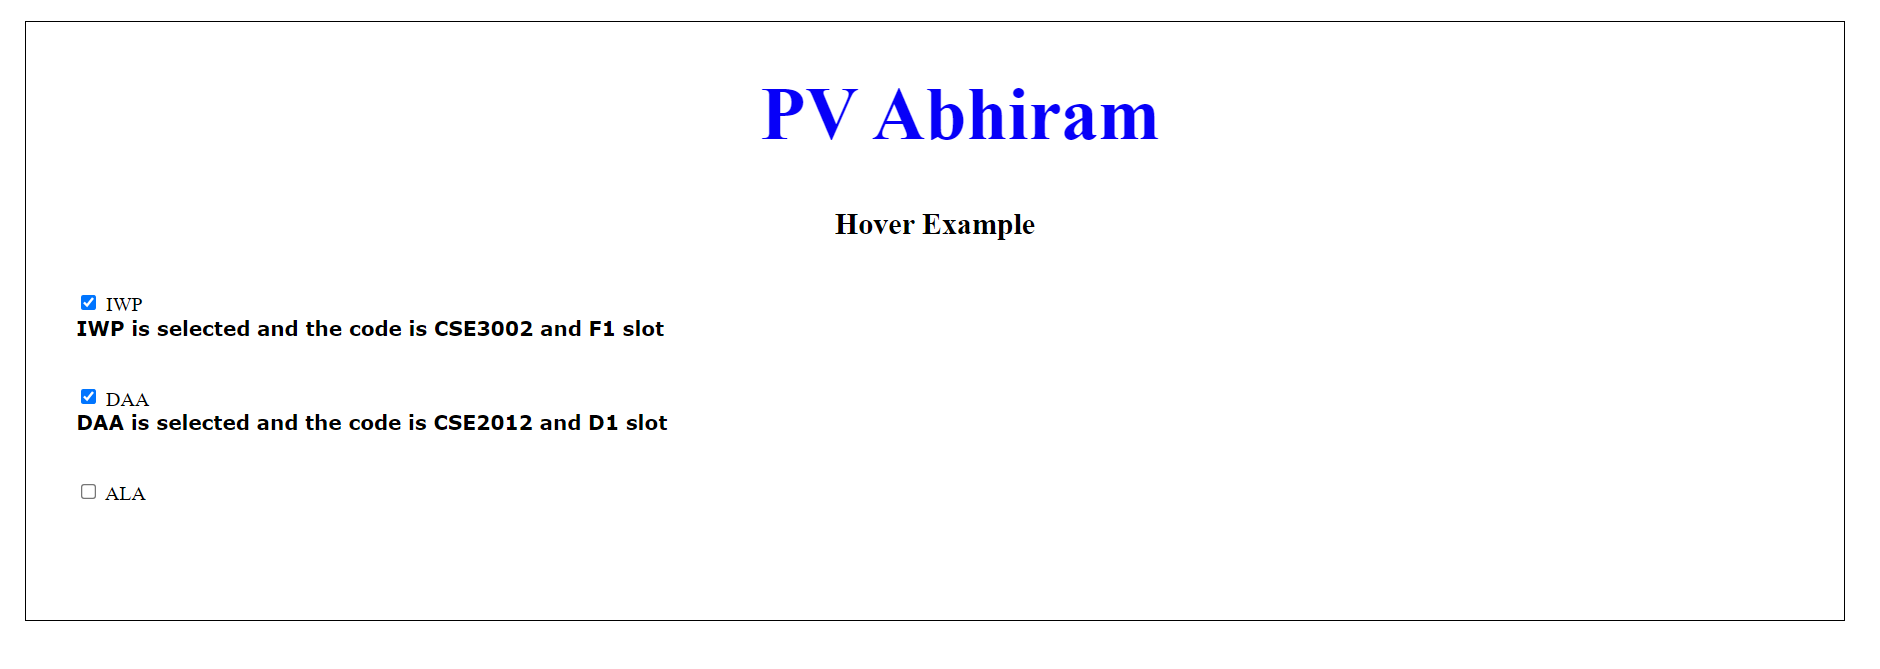 PV Abhiram
Hover Example
IWP
IWP is selected and the code is CSE3002 and F1 slot
DAA
DAA is selected and the code is CSE2012 and D1 slot
ALA